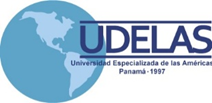 UDELAS
Universidad Especializada de las Américas
Panamá - 1997